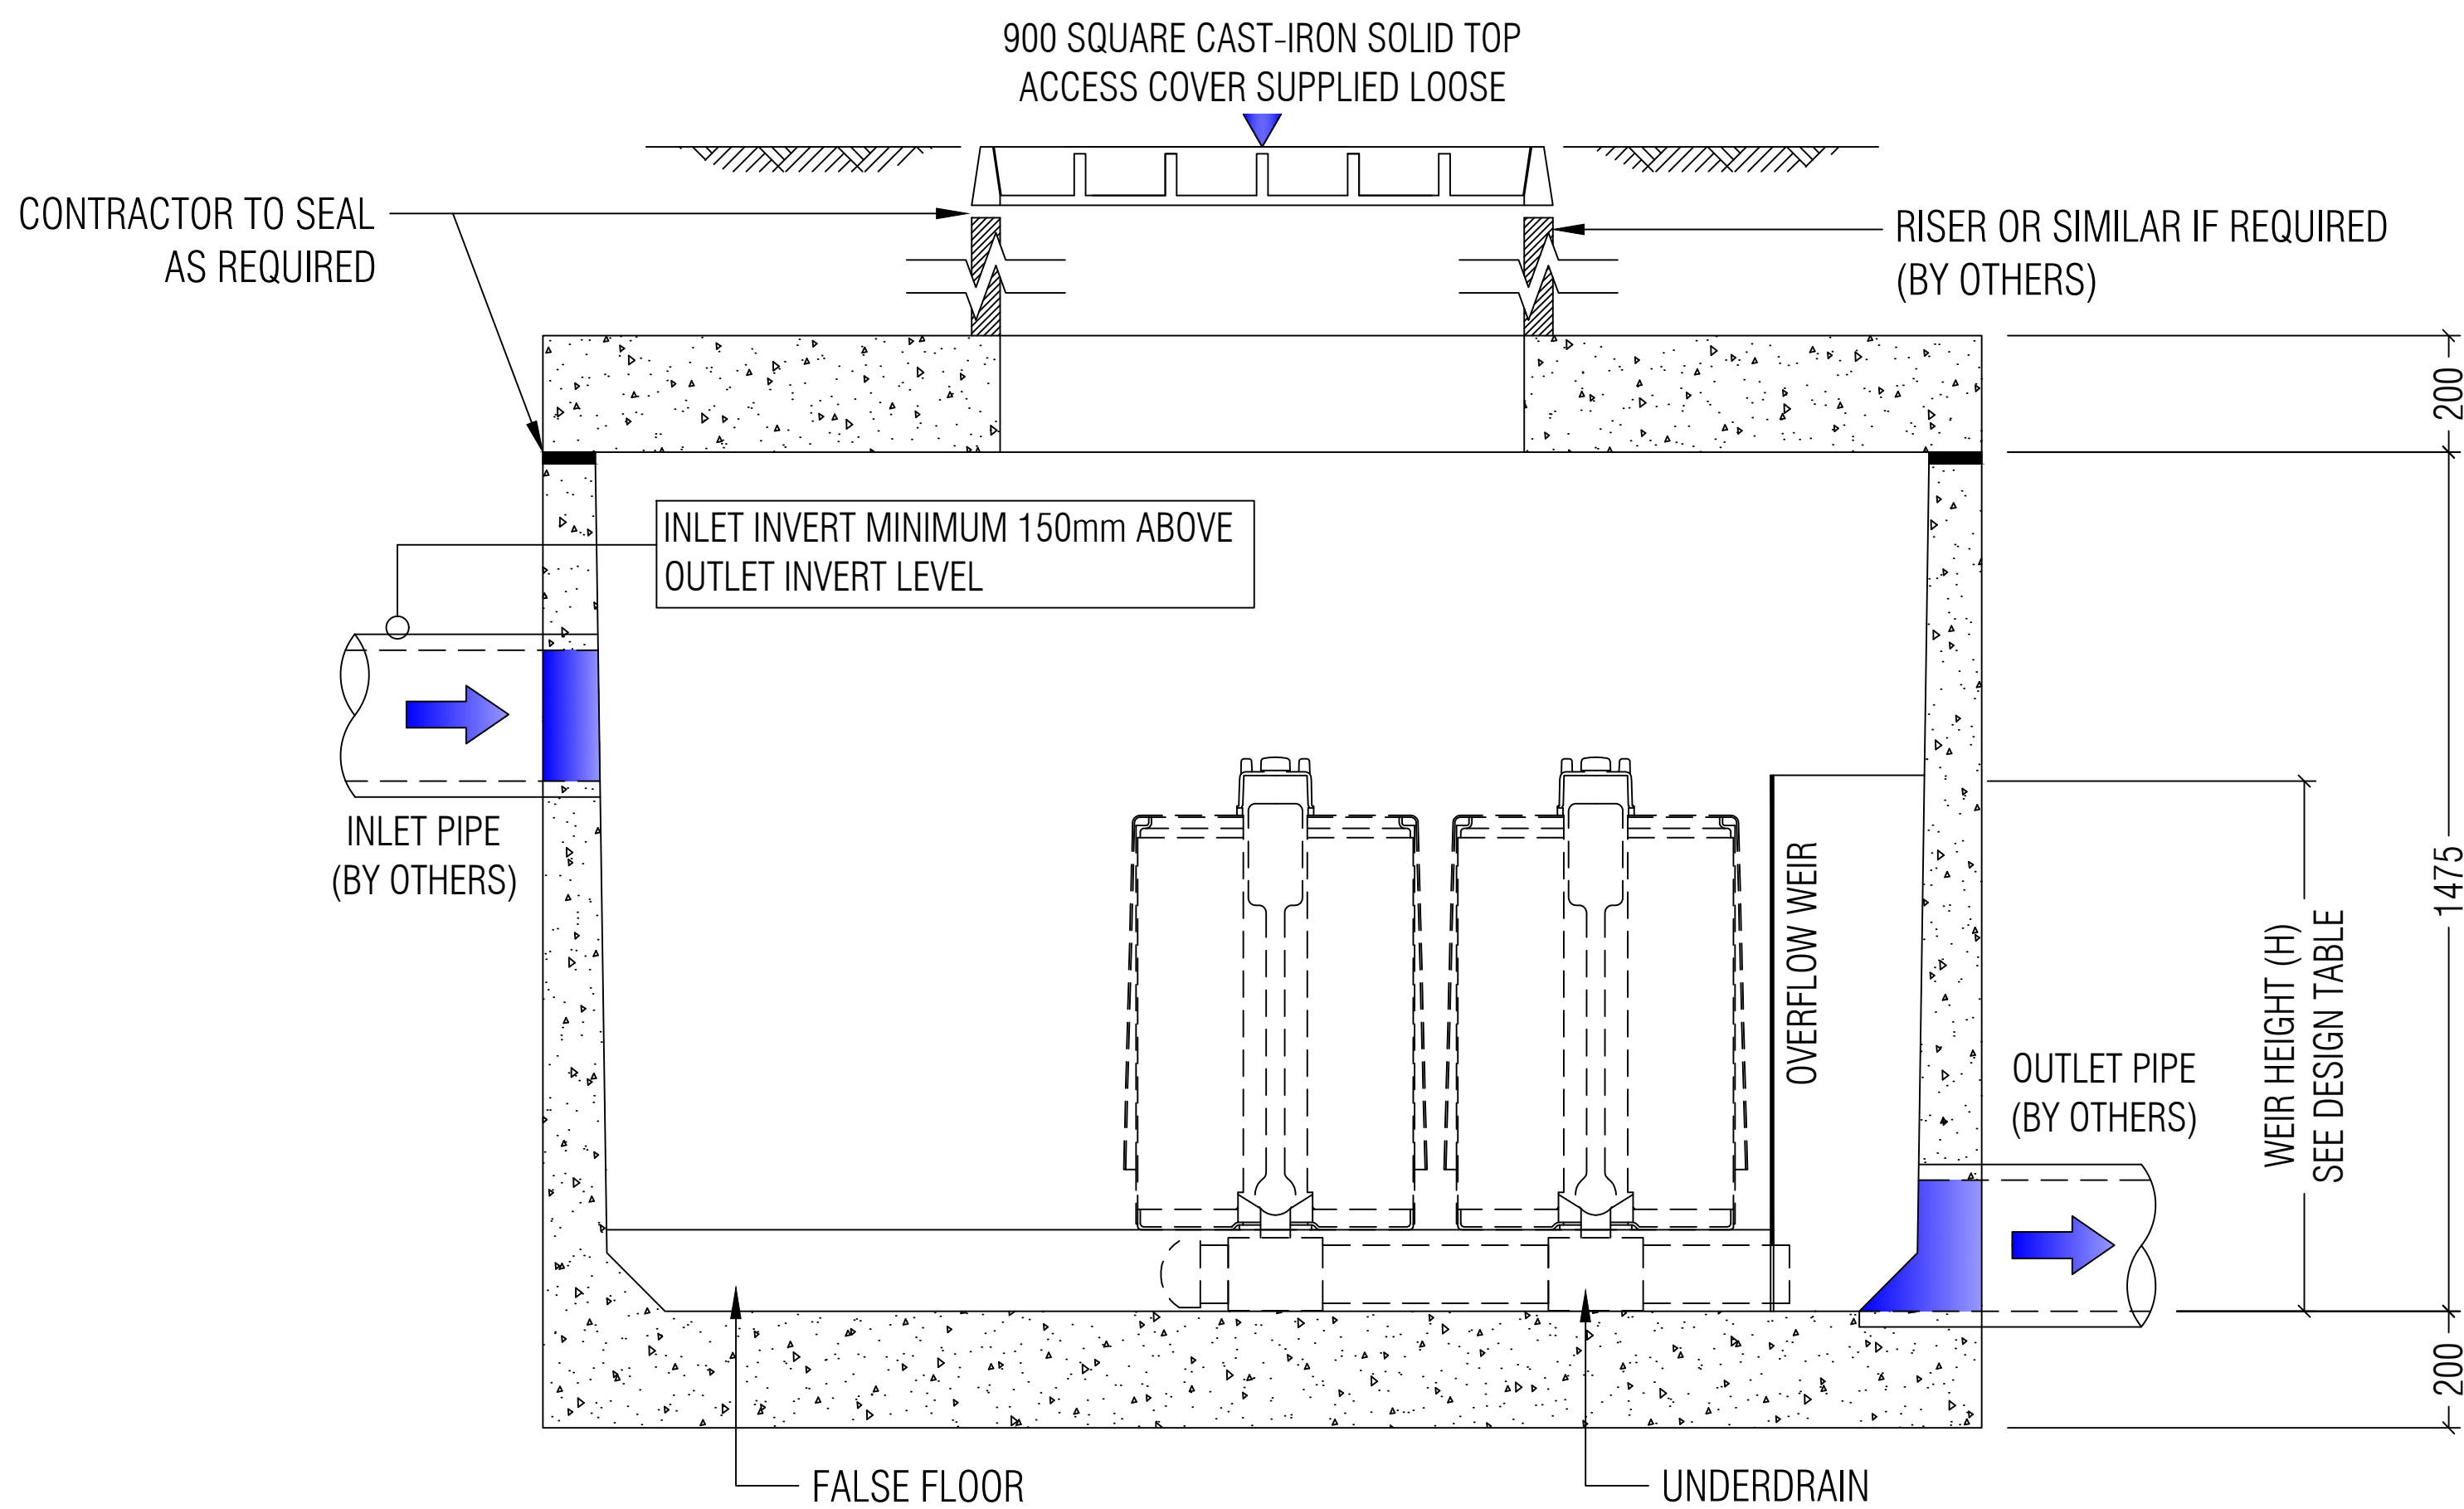 900 SQUARE CAST-IRON SOLID TOP
ACCESS COVER SUPPLIED LOOSE
CONTRACTOR TO SEAL
AS REQUIRED
RISER OR SIMILAR IF REQUIRED
(BY OTHERS)
200
INLET INVERT MINIMUM 150mm ABOVE
OUTLET INVERT LEVEL
INLET PIPE
(BY OTHERS)
OVERFLOW WEIR
1475
WEIR HEIGHT (H)
SEE DESIGN TABLE
OUTLET PIPE
(BY OTHERS)
200
FALSE FLOOR
UNDERDRAIN